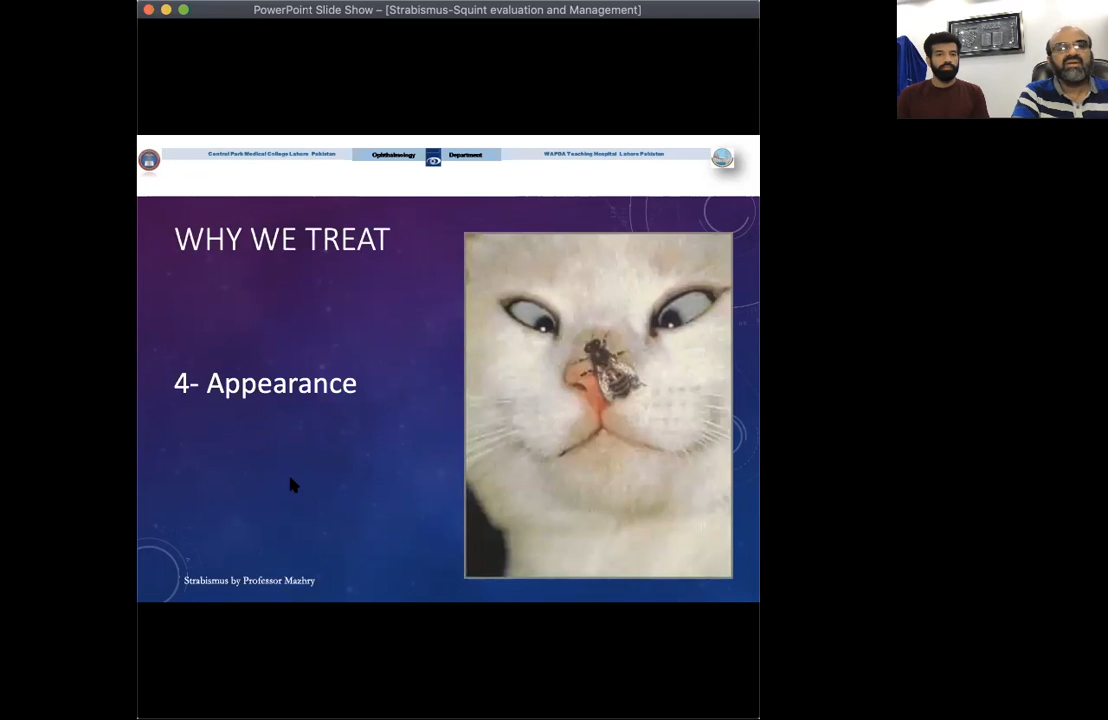 PowerPoint Slide Show – [Strabismus-Squint evaluation and Management]
Central Park Medical College Lahore Pakistan
Ophthalmology Department
WAPDA Teaching Hospital Lahore Pakistan
WHY WE TREAT
4- Appearance
Strabismus by Professor Mazhry